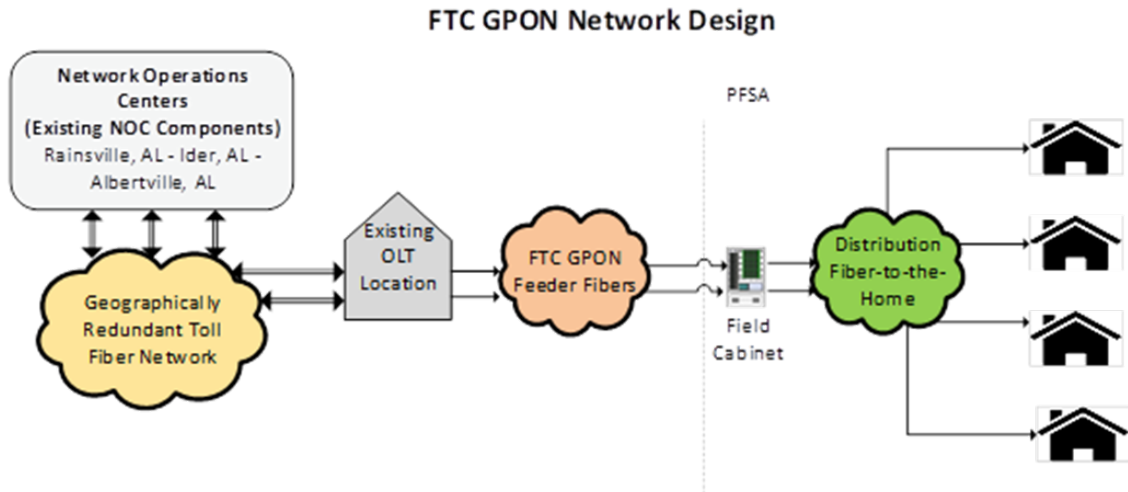 FTC GPON Network Design
Network Operations
Centers
(Existing NOC Components)
Rainsville, AL - Ider, AL -
Albertville, AL
PFSA
Existing
OLT
Location
FTC GPON
Feeder Fibers
Distribution
Fiber-to-the-
Home
Geographically
Redundant Toll
Fiber Network
Field
Cabinet